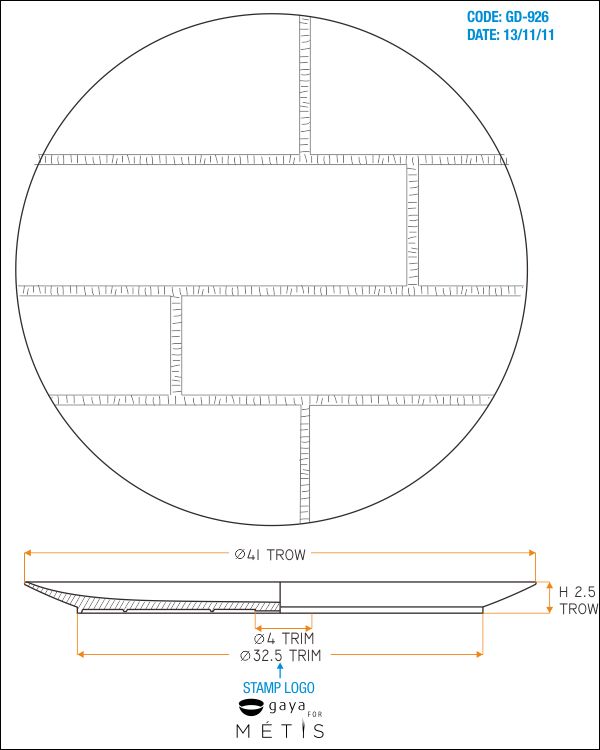 CODE: GD-926
DATE: 13/11/11
Ø41 TROW
H 2.5
TROW
Ø4 TRIM
Ø32.5 TRIM
STAMP LOGO
gaya FOR
MÉTIS